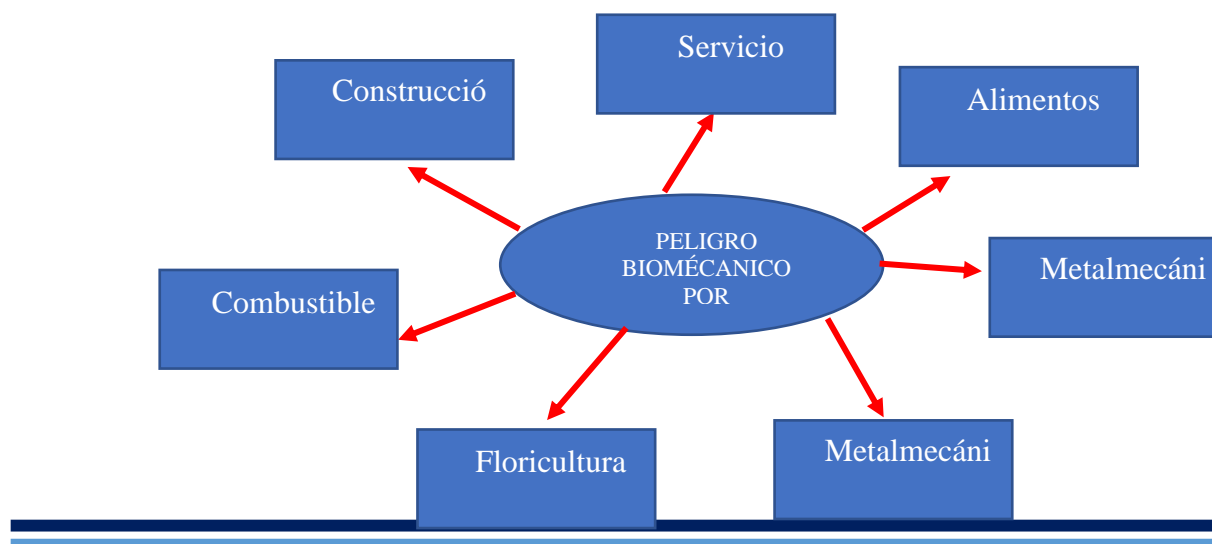 Servicio
Construcció
Alimentos
PELIGRO
BIOMÉCANICO
POR
Metalmecáni
Combustible
Floricultura
Metalmecáni